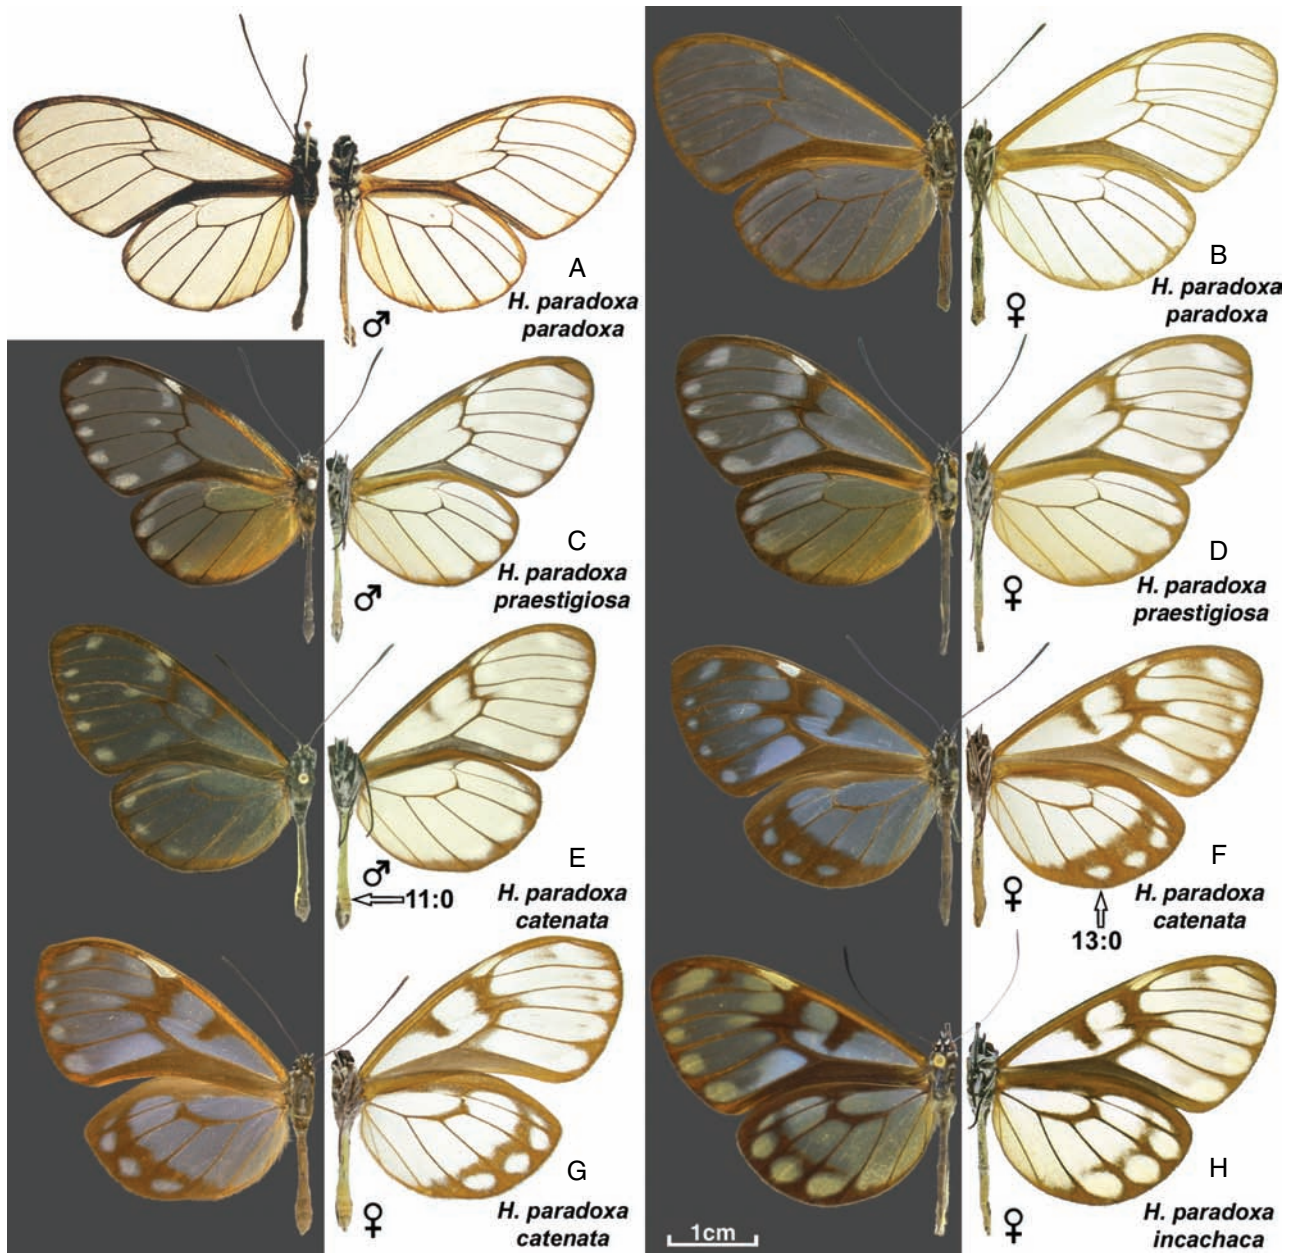 A
H. paradoxa
paradoxa
♂
B
H. paradoxa
paradoxa
♀
C
H. paradoxa
praestigiosa
♂
D
H. paradoxa
praestigiosa
♀
E
♂
H. paradoxa
catenata
11:0
F
♀
H. paradoxa
catenata
13:0
G
H. paradoxa
catenata
♀
H
H. paradoxa
incachaca
♀
1cm